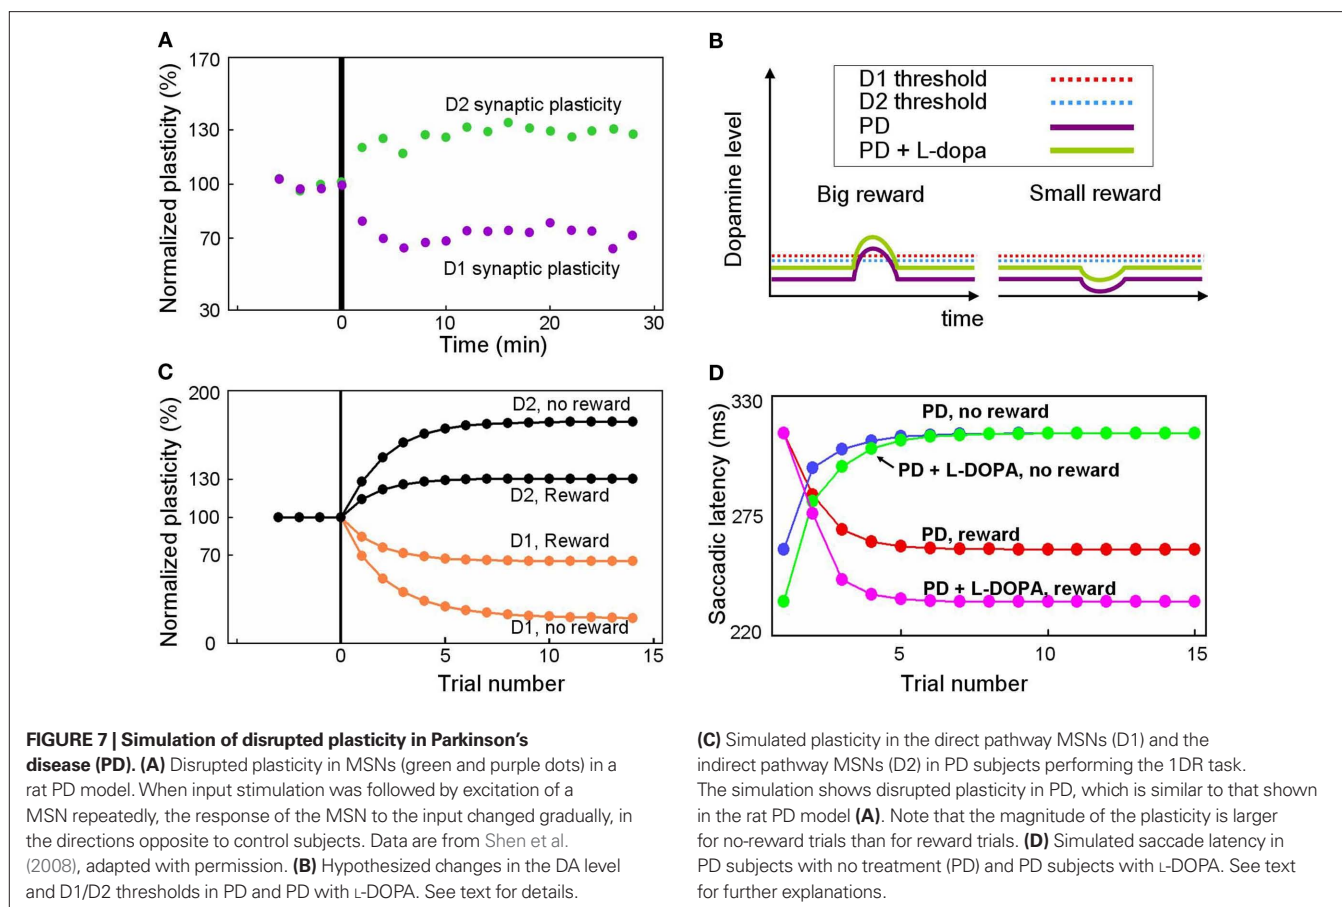 A
170
130
100
70
30
Normalized plasticity (%)
D2 synaptic plasticity
D1 synaptic plasticity
0
10
20
30
Time (min)
B
D1 threshold
D2 threshold
PD
PD + L-dopa
Dopamine level
Big reward
Small reward
time
C
200
130
100
70
0
Normalized plasticity (%)
D2, no reward
D2, Reward
D1, Reward
D1, no reward
0
5
10
15
Trial number
D
330
275
220
Saccadic latency (ms)
PD, no reward
PD + L-DOPA, no reward
PD, reward
PD + L-DOPA, reward
5
10
15
Trial number
FIGURE 7 | Simulation of disrupted plasticity in Parkinson's
disease (PD). (A) Disrupted plasticity in MSNs (green and purple dots) in a
rat PD model. When input stimulation was followed by excitation of a
MSN repeatedly, the response of the MSN to the input changed gradually, in
the directions opposite to control subjects. Data are from Shen et al.
(2008), adapted with permission. (B) Hypothesized changes in the DA level
and D1/D2 thresholds in PD and PD with L-DOPA. See text for details.
(C) Simulated plasticity in the direct pathway MSNs (D1) and the
indirect pathway MSNs (D2) in PD subjects performing the 1DR task.
The simulation shows disrupted plasticity in PD, which is similar to that shown
in the rat PD model (A). Note that the magnitude of the plasticity is larger
for no-reward trials than for reward trials. (D) Simulated saccade latency in
PD subjects with no treatment (PD) and PD subjects with L-DOPA. See text
for further explanations.